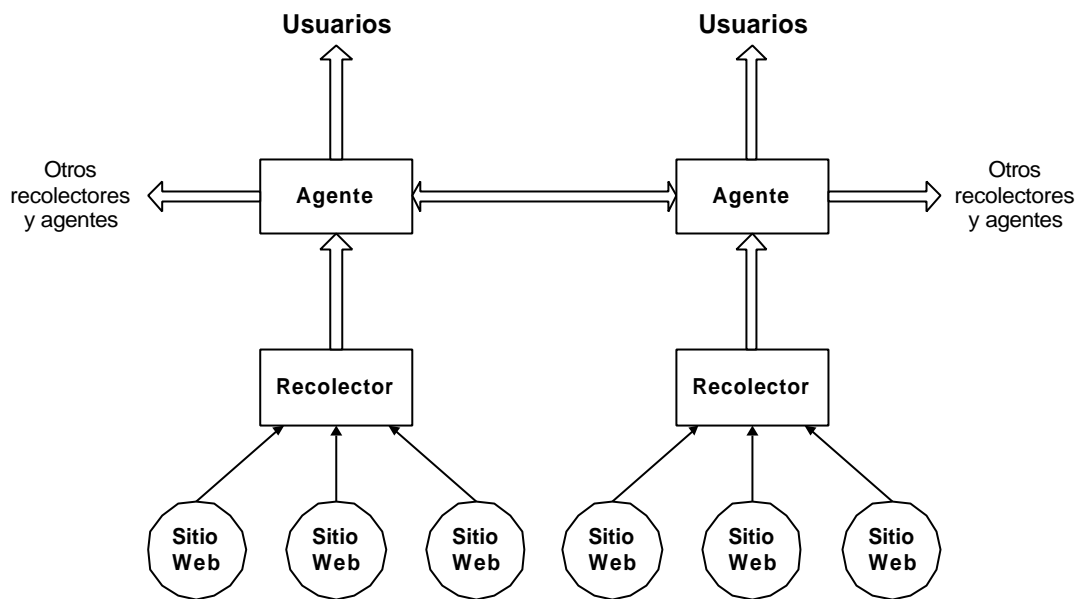 Usuarios
Usuarios
Otros
recolectores
y agentes
Agente
Agente
Otros
recolectores
y agentes
Recolector
Recolector
Sitio
Web
Sitio
Web
Sitio
Web
Sitio
Web
Sitio
Web
Sitio
Web